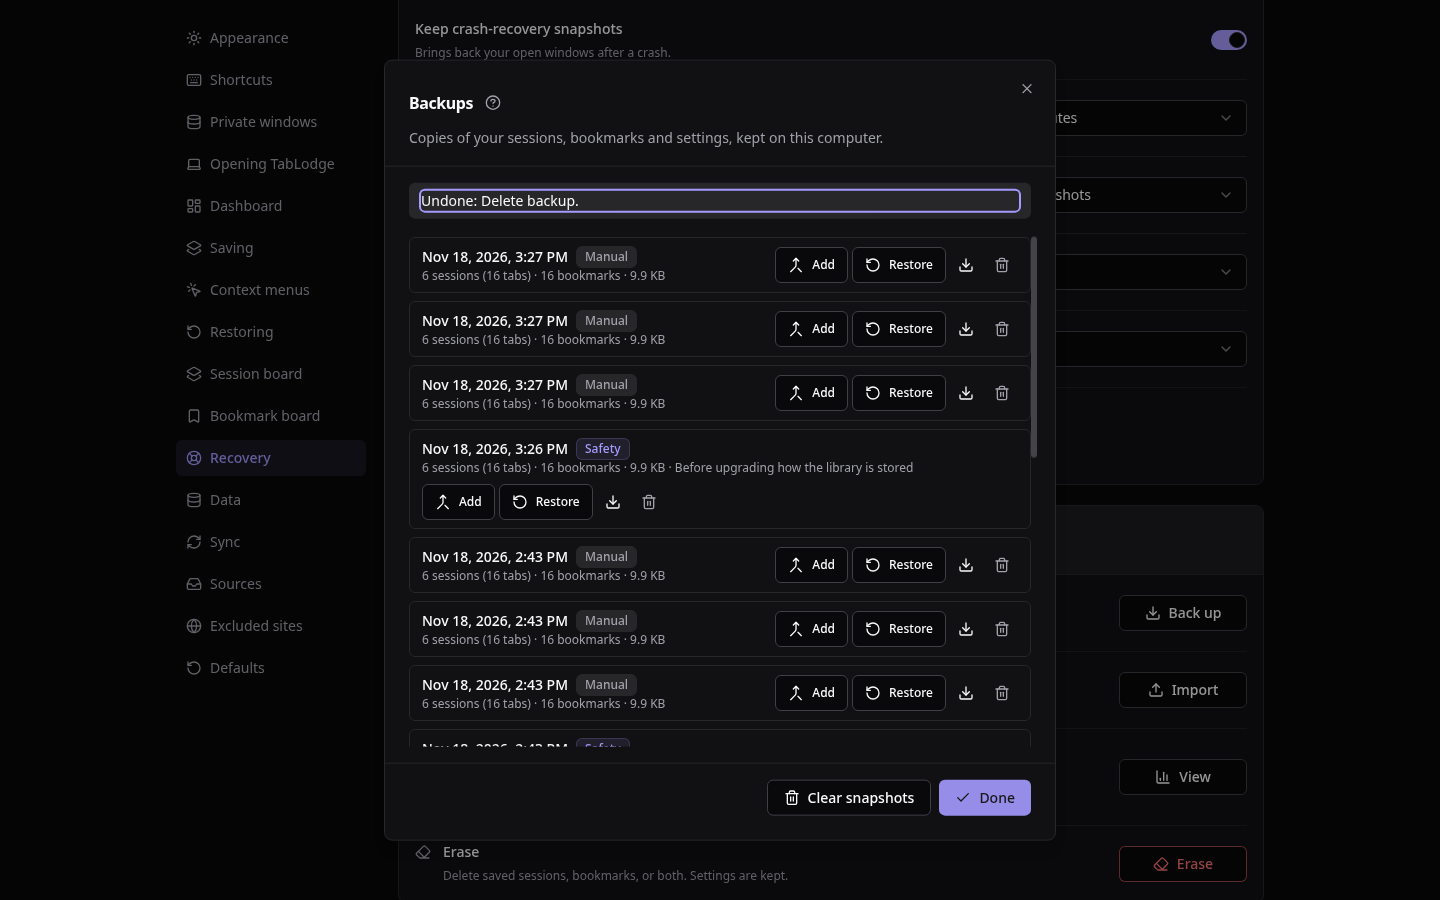 Appearance
Shortcuts
Private windows
Opening TabLodge
Dashboard
Saving
Context menus
Restoring
Session board
Bookmark board
Recovery
Data
Sync
Sources
Excluded sites
Defaults
Keep crash-recovery snapshots
Brings back your open windows after a crash.
Backups
Copies of your sessions, bookmarks and settings, kept on this computer.
Undone: Delete backup.
Nov 18, 2026, 3:27 PM Manual
6 sessions (16 tabs) · 16 bookmarks · 9.9 KB
Add Restore
Nov 18, 2026, 3:27 PM Manual
6 sessions (16 tabs) · 16 bookmarks · 9.9 KB
Add Restore
Nov 18, 2026, 3:27 PM Manual
6 sessions (16 tabs) · 16 bookmarks · 9.9 KB
Add Restore
Nov 18, 2026, 3:26 PM Safety
6 sessions (16 tabs) · 16 bookmarks · 9.9 KB · Before upgrading how the library is stored
Add Restore
Nov 18, 2026, 2:43 PM Manual
6 sessions (16 tabs) · 16 bookmarks · 9.9 KB
Add Restore
Nov 18, 2026, 2:43 PM Manual
6 sessions (16 tabs) · 16 bookmarks · 9.9 KB
Add Restore
Nov 18, 2026, 2:43 PM Manual
6 sessions (16 tabs) · 16 bookmarks · 9.9 KB
Add Restore
Nov 18, 2026, 2:43 PM Safety
Clear snapshots Done
Back up
Import
View
Erase
Delete saved sessions, bookmarks, or both. Settings are kept.
Erase